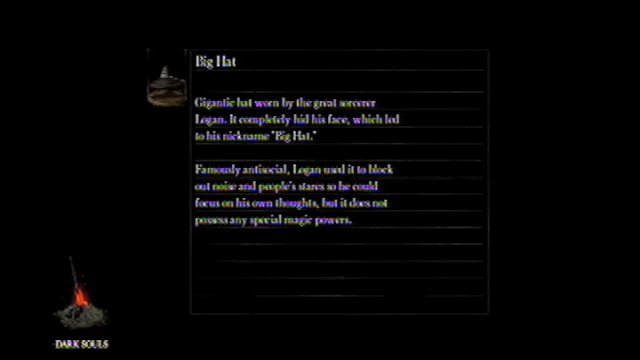 Big Hat
Gigantic hat worn by the great sorcerer
Logan. It completely hid his face, which led
to his nickname "Big Hat."
Famously antisocial, Logan used it to block
out noise and people's stares so he could
focus on his own thoughts, but it does not
possess any special magic powers.
DARK SOULS